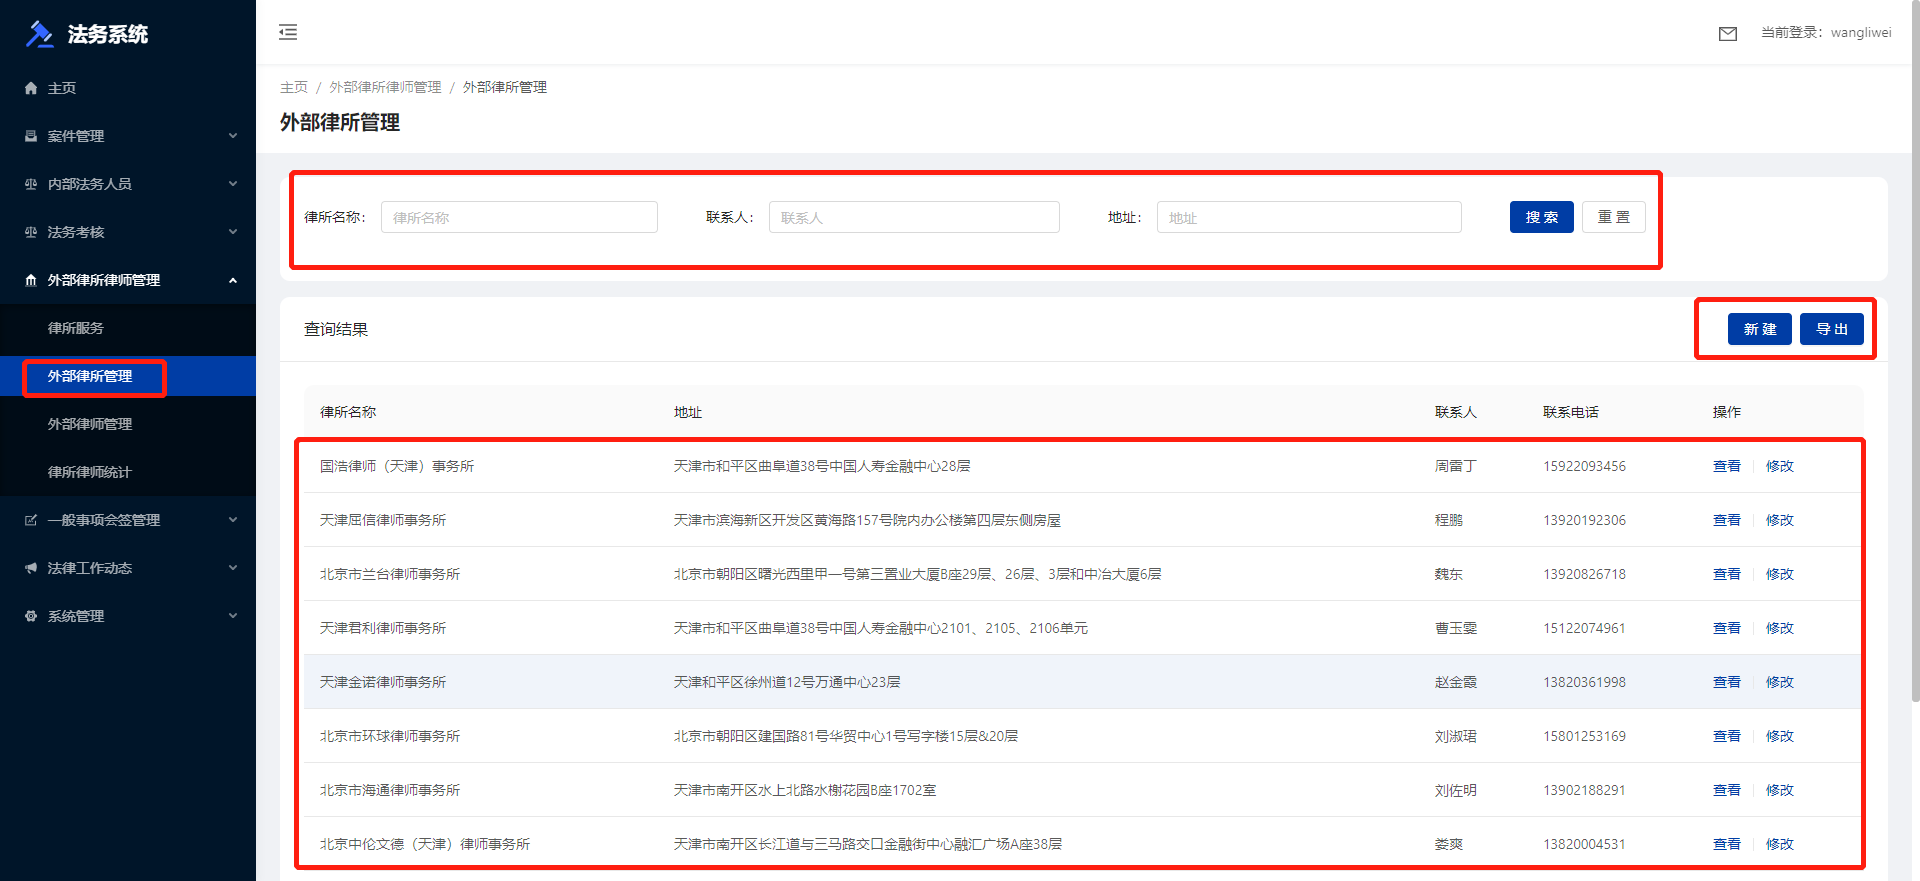 法务系统
主页
案件管理
内部法务人员
法务考核
外部律所律师管理
律所服务
外部律所管理
外部律师管理
律所律师统计
一般事项会签管理
法律工作动态
系统管理
当前登录：wangliwei
主页 / 外部律所律师管理 / 外部律所管理
外部律所管理
律所名称： 律所名称 联系人： 联系人 地址： 地址 搜 索 重 置
查询结果 新 建 导 出
律所名称 地址 联系人 联系电话 操作
国浩律师（天津）事务所 天津市和平区曲阜道38号中国人寿金融中心28层 周雷丁 15922093456 查看 修改
天津屈信律师事务所 天津市滨海新区开发区黄海路157号院内办公楼第四层东侧房屋 程鹏 13920192306 查看 修改
北京市兰台律师事务所 北京市朝阳区曙光西里甲一号第三置业大厦B座29层、26层、3层和中冶大厦6层 魏东 13920826718 查看 修改
天津君利律师事务所 天津市和平区曲阜道38号中国人寿金融中心2101、2105、2106单元 曹玉雯 15122074961 查看 修改
天津金诺律师事务所 天津和平区徐州道12号万通中心23层 赵金霞 13820361998 查看 修改
北京市环球律师事务所 北京市朝阳区建国路81号华贸中心1号写字楼15层&20层 刘淑珺 15801253169 查看 修改
北京市海通律师事务所 天津市南开区水上北路水榭花园B座1702室 刘佐明 13902188291 查看 修改
北京中伦文德（天津）律师事务所 天津市南开区长江道与三马路交口金融街中心融汇广场A座38层 娄爽 13820004531 查看 修改